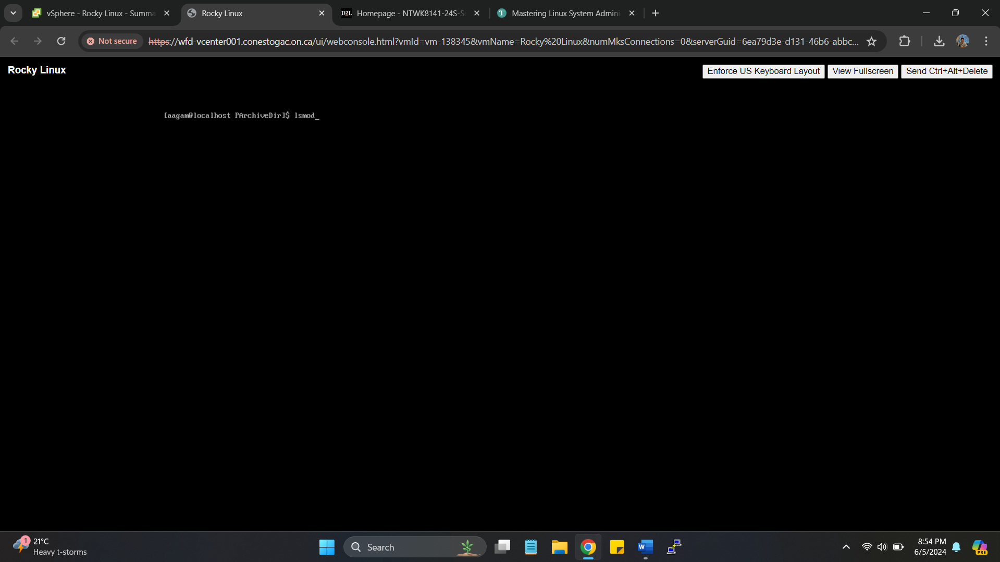 vSphere - Rocky Linux - Summa
Rocky Linux
D2L
Homepage - NTWK8141-24S-S
Mastering Linux System Admini
Not secure
https://wfd-vcenter001.conestogac.on.ca/ui/webconsole.html?vmId=vm-138345&vmName=Rocky%20Linux&numMksConnections=0&serverGuid=6ea79d3e-d131-46b6-abbc...
Rocky Linux
Enforce US Keyboard Layout
View Fullscreen
Send Ctrl+Alt+Delete
[aagam@localhost PArchiveDir]$ lsmod_
1
21°C
Heavy t-storms
Search
W
PRE
8:54 PM
6/5/2024